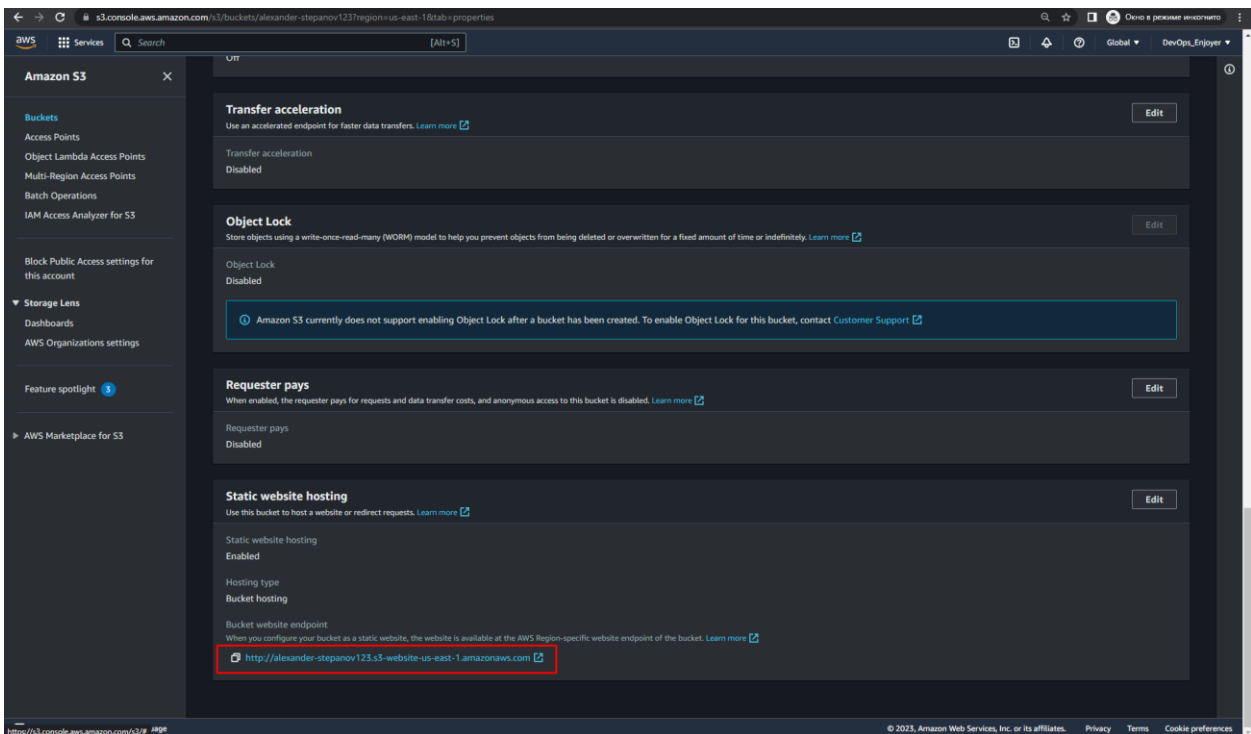 s3.console.aws.amazon.com/s3/buckets/alexander-stepanov123?region=us-east-1&tab=properties
Окно в режиме инкогнито
aws
Services
Search
[Alt+S]
Global
DevOps_Enjoyer
Amazon S3
Buckets
Access Points
Object Lambda Access Points
Multi-Region Access Points
Batch Operations
IAM Access Analyzer for S3
Block Public Access settings for
this account
Storage Lens
Dashboards
AWS Organizations settings
Feature spotlight 3
AWS Marketplace for S3
Off
Transfer acceleration
Edit
Use an accelerated endpoint for faster data transfers. Learn more
Transfer acceleration
Disabled
Object Lock
Edit
Store objects using a write-once-read-many (WORM) model to help you prevent objects from being deleted or overwritten for a fixed amount of time or indefinitely. Learn more
Object Lock
Disabled
Amazon S3 currently does not support enabling Object Lock after a bucket has been created. To enable Object Lock for this bucket, contact Customer Support
Requester pays
Edit
When enabled, the requester pays for requests and data transfer costs, and anonymous access to this bucket is disabled. Learn more
Requester pays
Disabled
Static website hosting
Edit
Use this bucket to host a website or redirect requests. Learn more
Static website hosting
Enabled
Hosting type
Bucket hosting
Bucket website endpoint
When you configure your bucket as a static website, the website is available at the AWS Region-specific website endpoint of the bucket. Learn more
http://alexander-stepanov123.s3-website-us-east-1.amazonaws.com
https://s3.console.aws.amazon.com/s3/#
© 2023, Amazon Web Services, Inc. or its affiliates.
Privacy
Terms
Cookie preferences